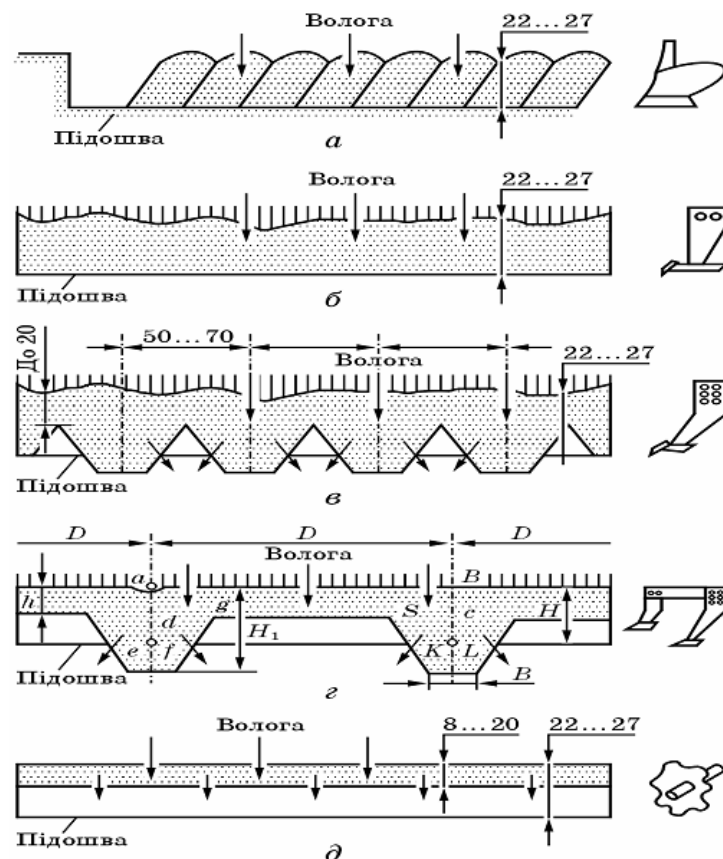 Волога
22...27
Підошва
а
Волога
22...27
Підошва
б
До 20
50...70
Волога
22...27
Підошва
в
D
D
D
Волога
a
B
h
d
g
S
c
H
H₁
e
f
K
L
Підошва
B
г
Волога
8...20
22...27
Підошва
д